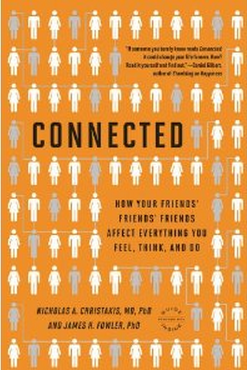 "If someone you barely know reads Connected,
it could change your life forever. How?
Read it yourself and find out."—Daniel Gilbert,
author of Stumbling on Happiness
CONNECTED
HOW YOUR FRIENDS'
FRIENDS' FRIENDS
AFFECT EVERYTHING YOU
FEEL, THINK, AND DO
NICHOLAS A. CHRISTAKIS, MD, PhD
AND JAMES H. FOWLER, PhD
GUIDE
INSIDE